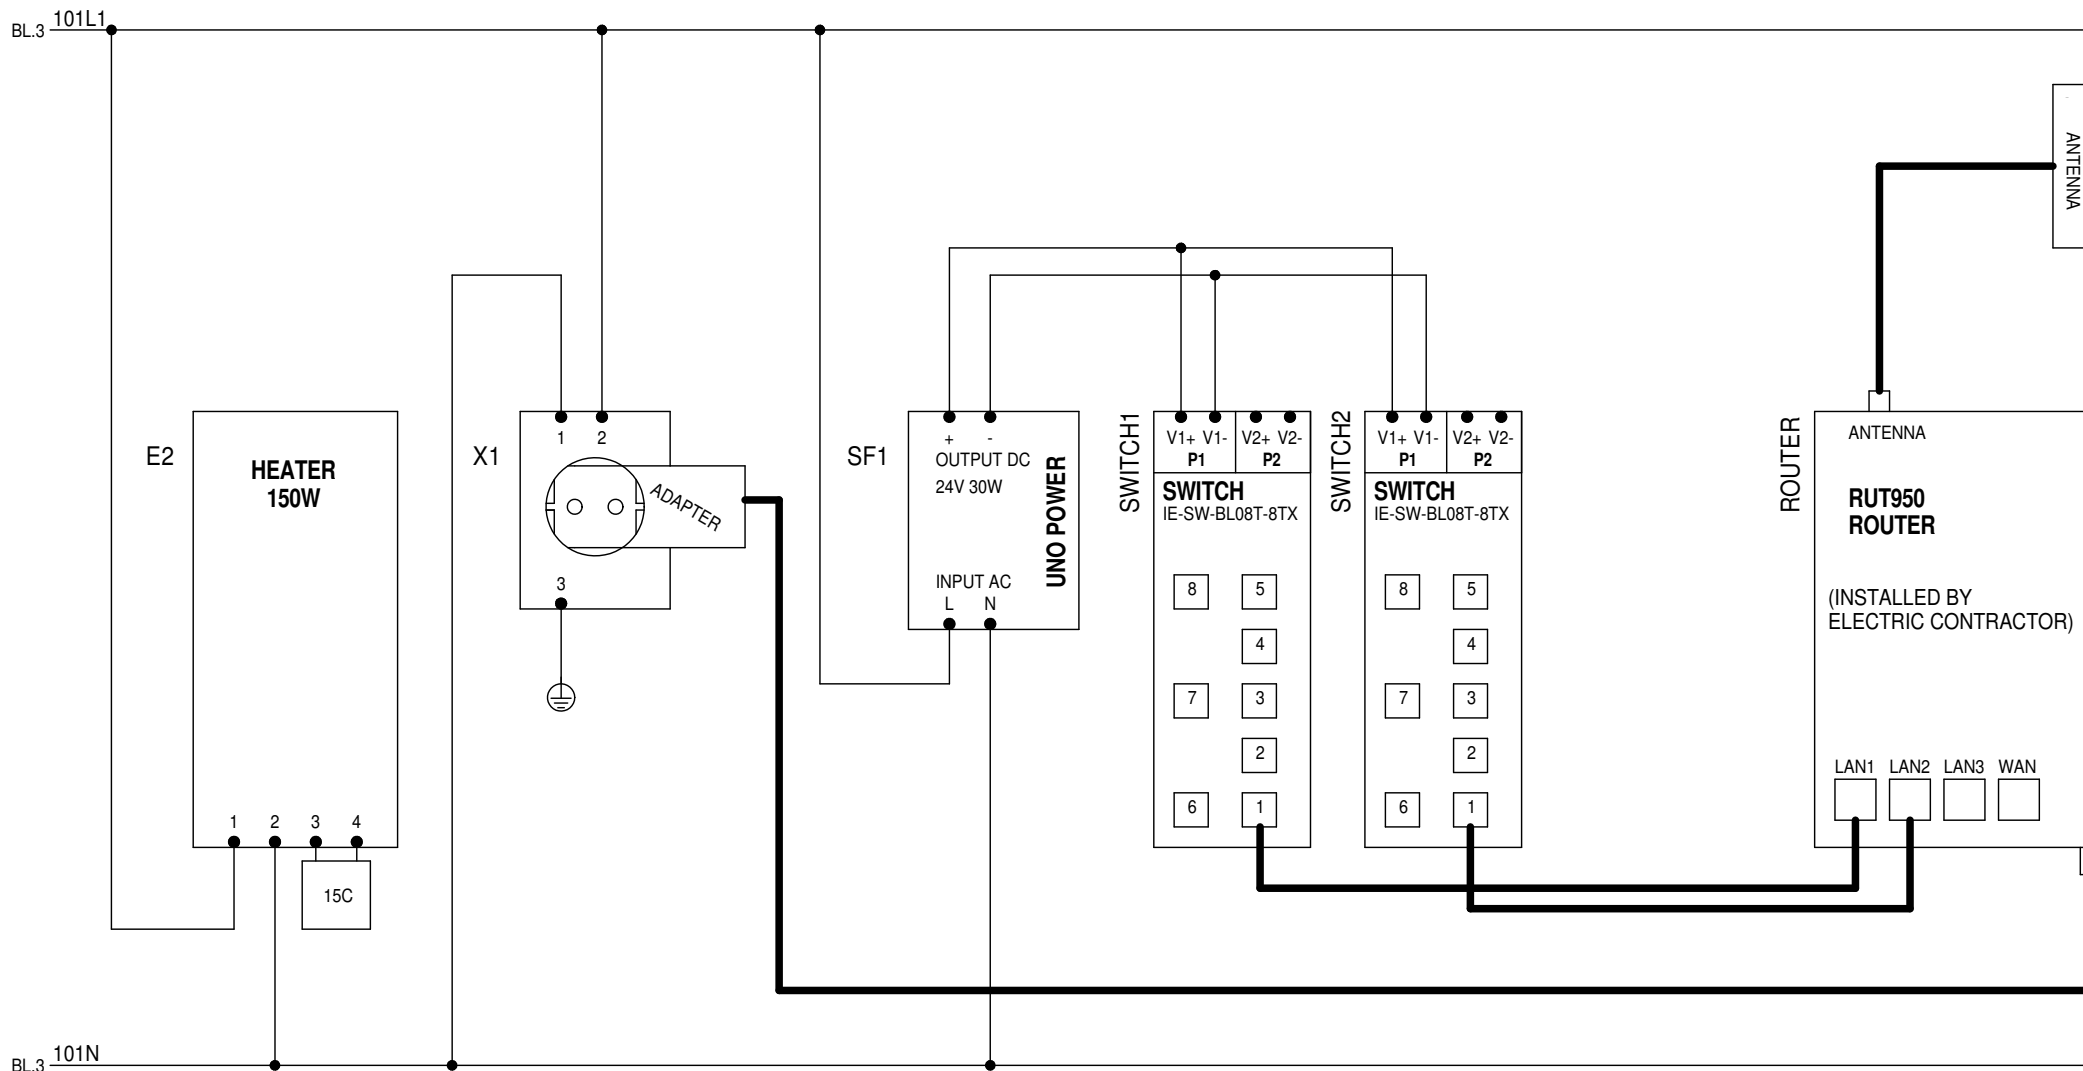 101L1
BL.3
ANTENNA
E2
HEATER
150W
1 2 3 4
15C
X1
1 2
ADAPTER
3
SF1
+ -
OUTPUT DC
24V 30W
UNO POWER
INPUT AC
L N
SWITCH1
V1+ V1- V2+ V2-
P1 P2
SWITCH
IE-SW-BL08T-8TX
8 5
4
7 3
2
6 1
SWITCH2
V1+ V1- V2+ V2-
P1 P2
SWITCH
IE-SW-BL08T-8TX
8 5
4
7 3
2
6 1
ROUTER
ANTENNA
RUT950
ROUTER
(INSTALLED BY
ELECTRIC CONTRACTOR)
LAN1 LAN2 LAN3 WAN
101N
BL.3